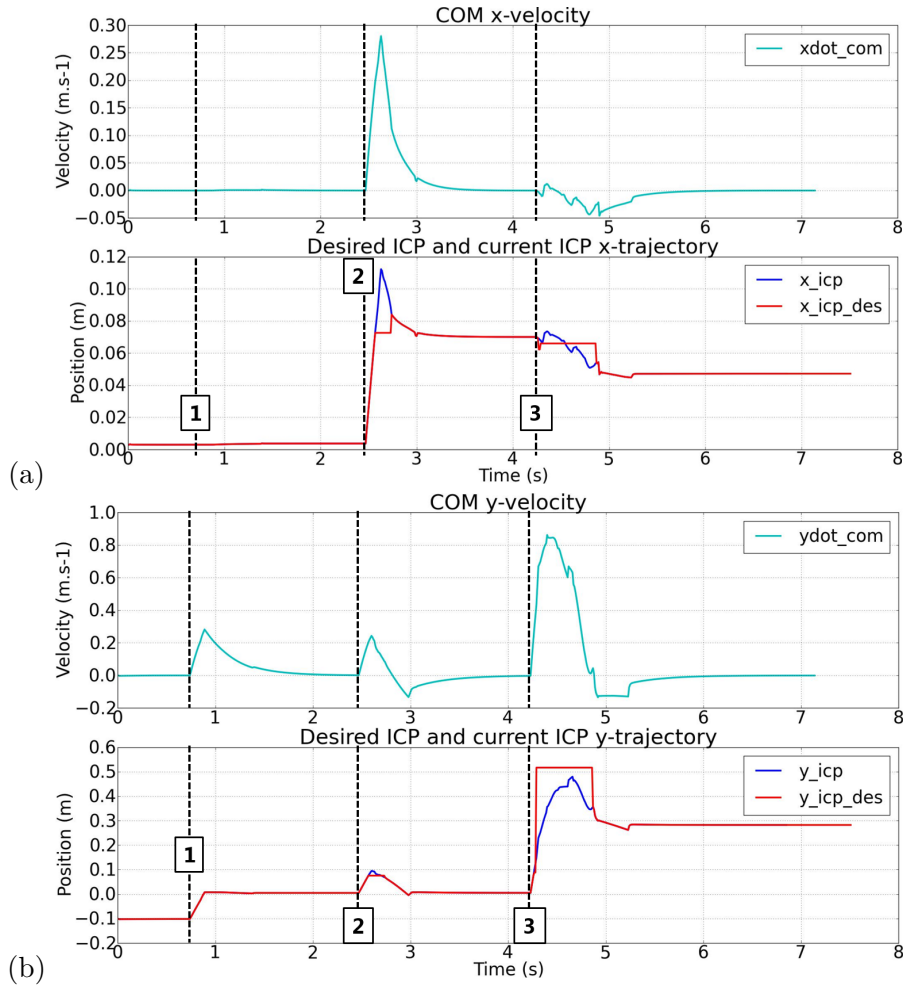 COM x-velocity
0.30
0.25
0.20
0.15
0.10
0.05
0.00
−0.05
Velocity (m.s-1)
xdot_com
0 1 2 3 4 5 6 7 8
Desired ICP and current ICP x-trajectory
0.12
0.10
0.08
0.06
0.04
0.02
0.00
Position (m)
x_icp
x_icp_des
1
2
3
0 1 2 3 4 5 6 7 8
Time (s)
(a)
COM y-velocity
1.0
0.8
0.6
0.4
0.2
0.0
−0.2
Velocity (m.s-1)
ydot_com
0 1 2 3 4 5 6 7 8
Desired ICP and current ICP y-trajectory
0.6
0.5
0.4
0.3
0.2
0.1
0.0
−0.1
−0.2
Position (m)
y_icp
y_icp_des
1
2
3
0 1 2 3 4 5 6 7 8
Time (s)
(b)